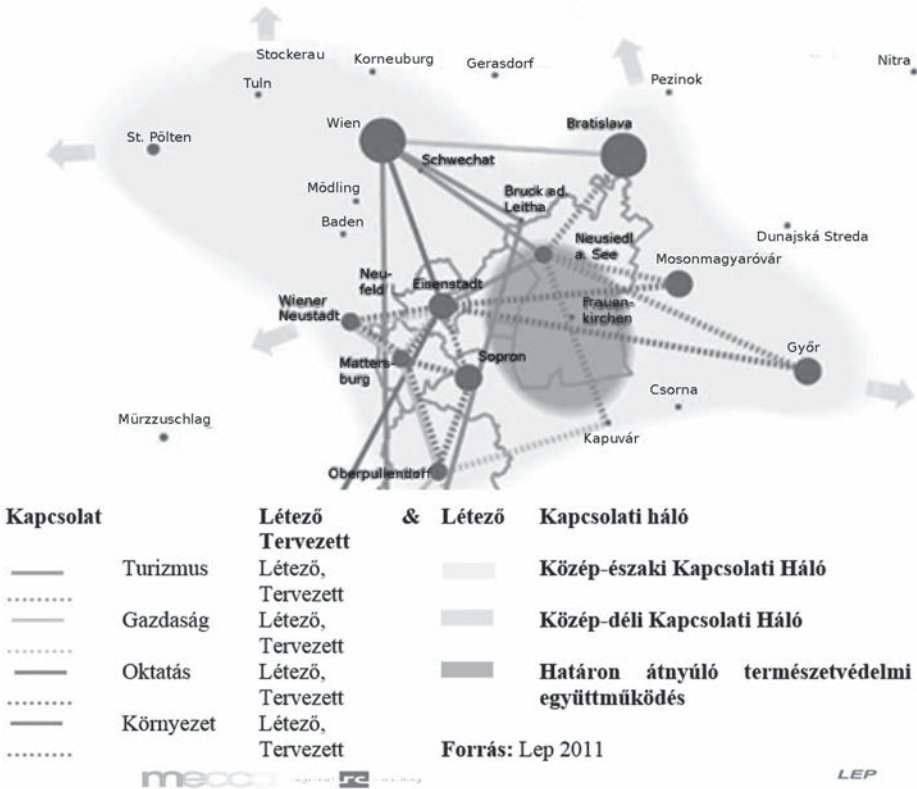 Stockerau
Korneuburg
Gerasdorf
Nitra
Tuln
Pezinok
Wien
Bratislava
St. Pölten
Schwechat
Mödling
Bruck ad.
Leitha
Baden
Neusiedl
a. See
Dunajská Streda
Mosonmagyaróvár
Neu-
feld
Eisenstadt
Wiener
Neustadt
Frauen-
kirchen
Matters-
burg
Sopron
Győr
Csorna
Mürzzuschlag
Kapuvár
Oberpullendorf
Kapcsolat Létező & Létező Kapcsolati háló
Tervezett
Turizmus Létező, Közép-északi Kapcsolati Háló
Tervezett
Gazdaság Létező, Közép-déli Kapcsolati Háló
Tervezett
Oktatás Létező, Határon átnyúló természetvédelmi
Tervezett együttműködés
Környezet Létező,
Tervezett Forrás: Lep 2011
mecca rc LEP